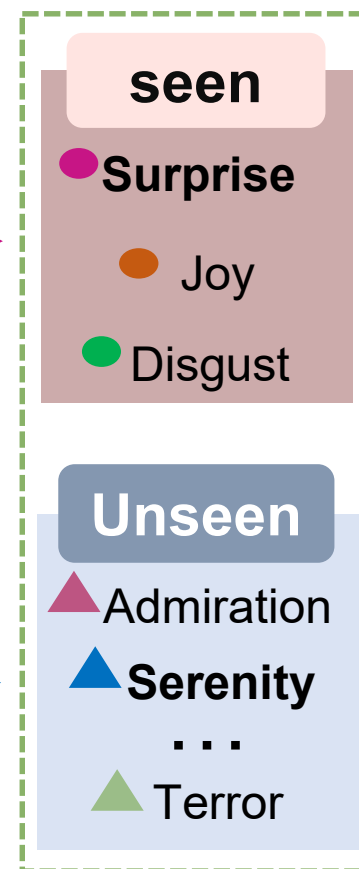 seen
Surprise
Joy
Disgust
Unseen
Admiration
Serenity
...
Terror